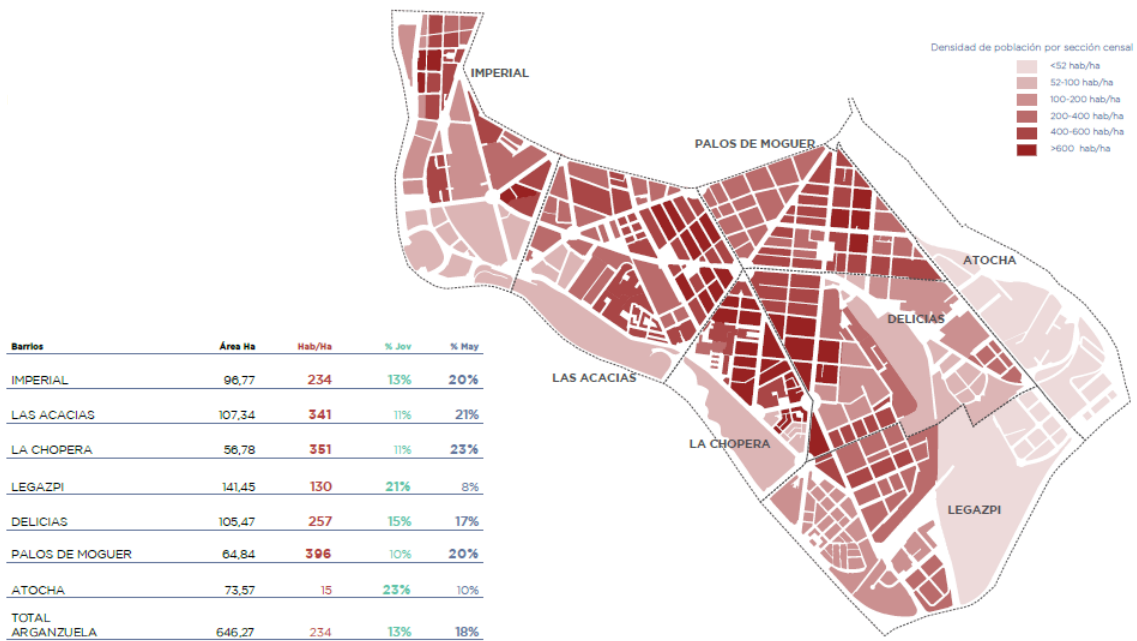 IMPERIAL
Densidad de población por sección censal
<52 hab/ha
52-100 hab/ha
100-200 hab/ha
200-400 hab/ha
400-600 hab/ha
>600 hab/ha
PALOS DE MOGUER
ATOCHA
DELICIAS
LAS ACACIAS
LA CHOPERA
LEGAZPI
Barrios Área Ha Hab/Ha % Jov % May
IMPERIAL 96,77 234 13% 20%
LAS ACACIAS 107,34 341 11% 21%
LA CHOPERA 56,78 351 11% 23%
LEGAZPI 141,45 130 21% 8%
DELICIAS 105,47 257 15% 17%
PALOS DE MOGUER 64,84 396 10% 20%
ATOCHA 73,57 15 23% 10%
TOTAL
ARGANZUELA 646,27 234 13% 18%